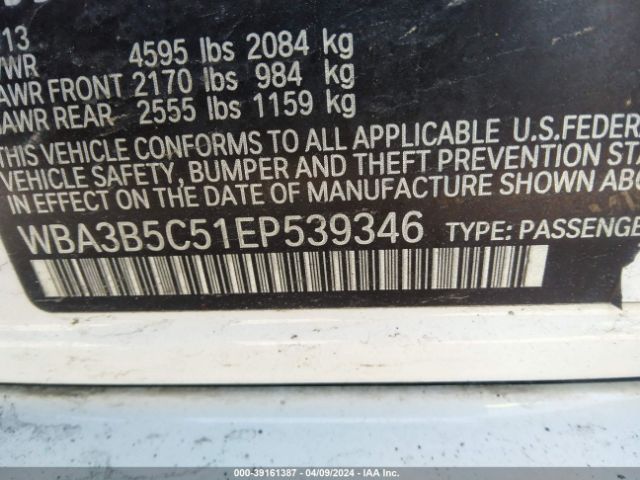 13
4595 lbs 2084 kg
AWR FRONT 2170 lbs 984 kg
AWR REAR 2555 lbs 1159 kg
THIS VEHICLE CONFORMS TO ALL APPLICABLE U.S.FEDER
VEHICLE SAFETY, BUMPER AND THEFT PREVENTION STA
IN EFFECT ON THE DATE OF MANUFACTURE SHOWN ABO
WBA3B5C51EP539346 TYPE: PASSENGE
000-39161387 - 04/09/2024 - IAA Inc.